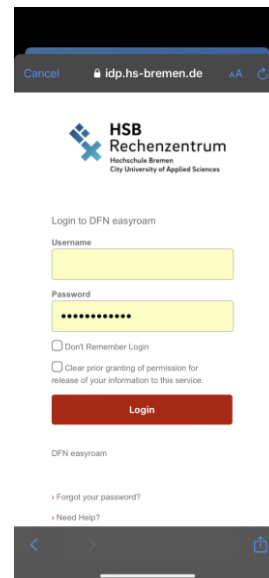 Cancel idp.hs-bremen.de AA
HSB
Rechenzentrum
Hochschule Bremen
City University of Applied Sciences
Login to DFN easyroam
Username
Password
••••••••••••
Don't Remember Login
Clear prior granting of permission for
release of your information to this service.
Login
DFN easyroam
› Forgot your password?
› Need Help?